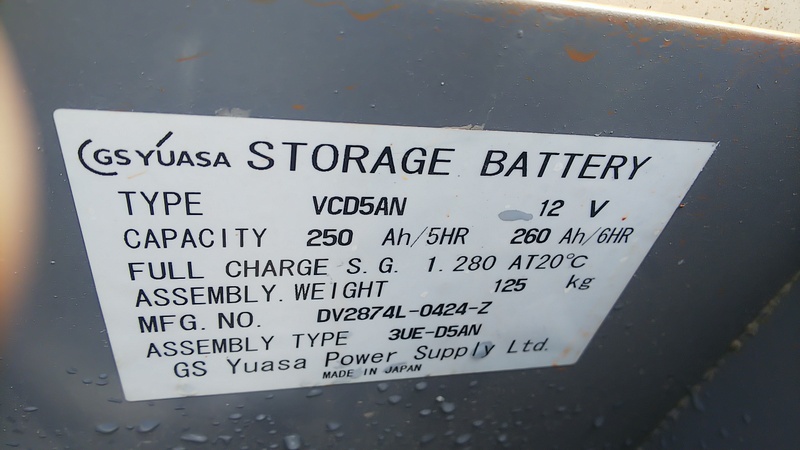 GS YUASA STORAGE BATTERY
TYPE VCD5AN 12 V
CAPACITY 250 Ah/5HR 260 Ah/6HR
FULL CHARGE S.G. 1.280 AT20°C
ASSEMBLY.WEIGHT 125 kg
MFG.NO. DV2874L-0424-Z
ASSEMBLY TYPE 3UE-D5AN
GS Yuasa Power Supply Ltd.
MADE IN JAPAN